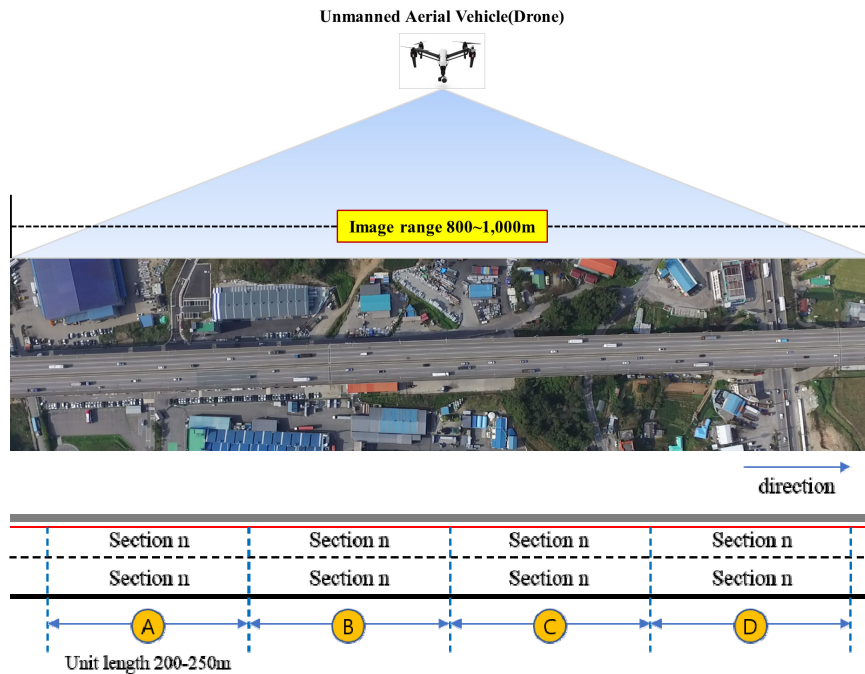 Unmanned Aerial Vehicle(Drone)
Image range 800~1,000m
direction
Section n Section n Section n Section n
Section n Section n Section n Section n
A B C D
Unit length 200-250m